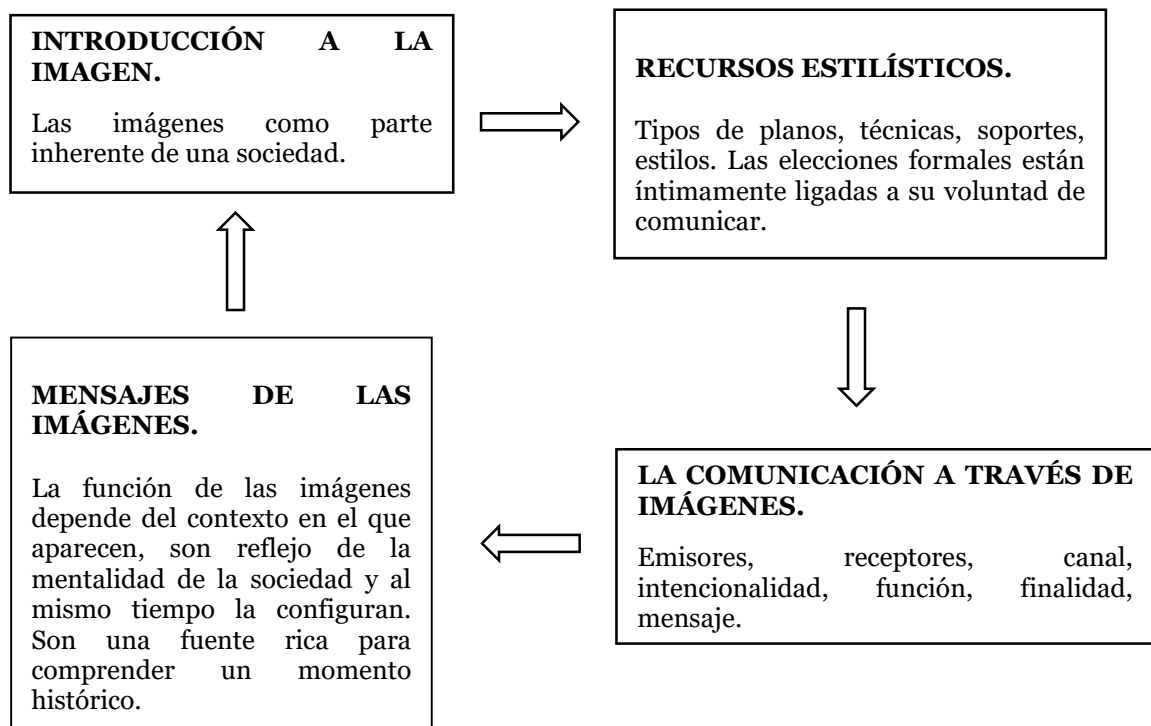 INTRODUCCIÓN A LA
IMAGEN.
Las imágenes como parte
inherente de una sociedad.
RECURSOS ESTILÍSTICOS.
Tipos de planos, técnicas, soportes,
estilos. Las elecciones formales están
íntimamente ligadas a su voluntad de
comunicar.
LA COMUNICACIÓN A TRAVÉS DE
IMÁGENES.
Emisores, receptores, canal,
intencionalidad, función, finalidad,
mensaje.
MENSAJES DE LAS
IMÁGENES.
La función de las imágenes
depende del contexto en el que
aparecen, son reflejo de la
mentalidad de la sociedad y al
mismo tiempo la configuran.
Son una fuente rica para
comprender un momento
histórico.